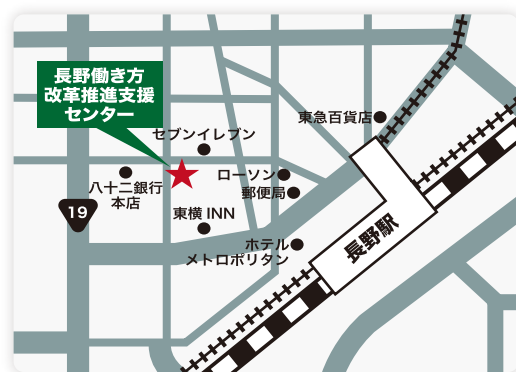 長野働き方
改革推進支援
センター
東急百貨店
セブンイレブン
ローソン
八十二銀行
本店
郵便局
19
東横INN
ホテル
メトロポリタン
長野駅